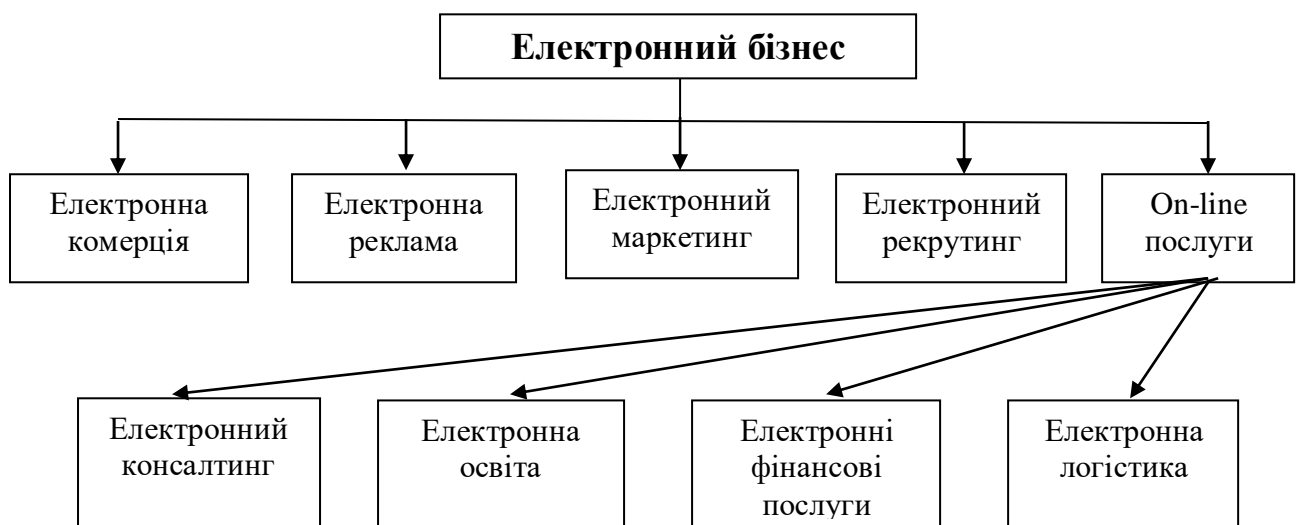 Електронний бізнес
Електронна
комерція
Електронна
реклама
Електронний
маркетинг
Електронний
рекрутинг
On-line
послуги
Електронний
консалтинг
Електронна
освіта
Електронні
фінансові
послуги
Електронна
логістика